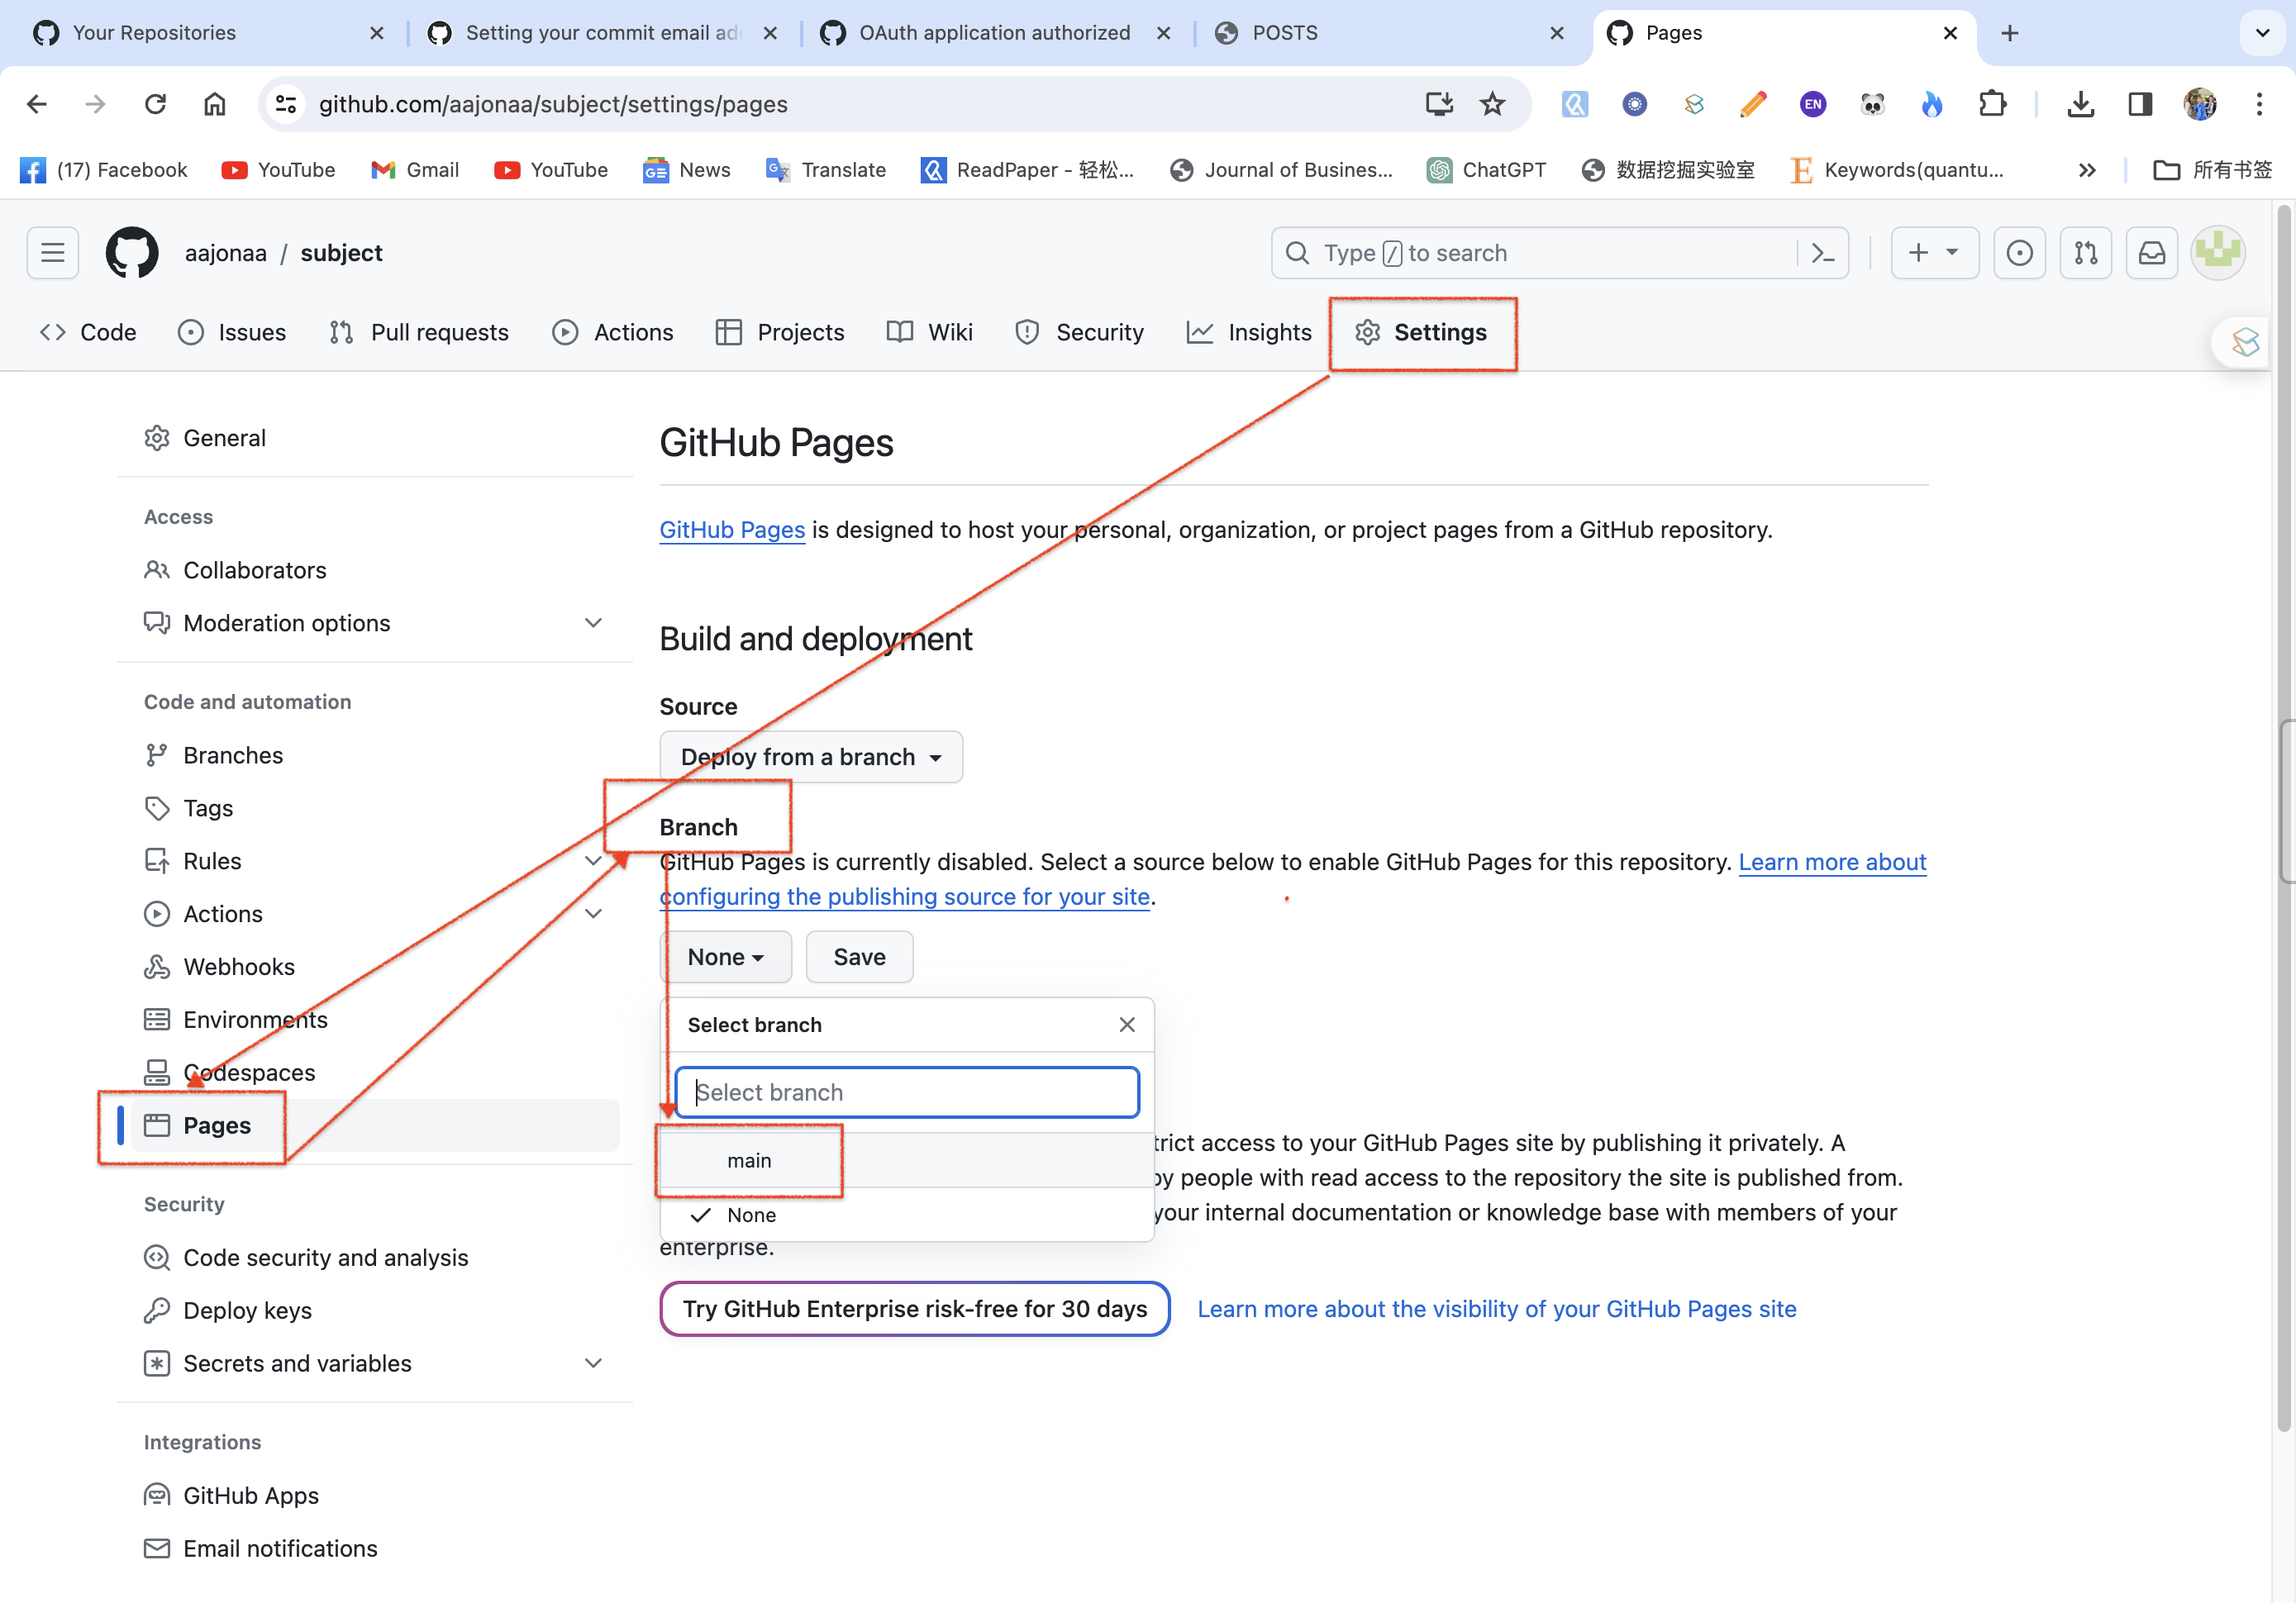 Your Repositories
Setting your commit email ad
OAuth application authorized
POSTS
Pages
github.com/aajonaa/subject/settings/pages
EN
(17) Facebook
YouTube
Gmail
YouTube
News
Translate
ReadPaper - 轻松...
Journal of Busines...
ChatGPT
数据挖掘实验室
Keywords(quantu...
所有书签
aajonaa / subject
Type / to search
Code
Issues
Pull requests
Actions
Projects
Wiki
Security
Insights
Settings
General
Access
Collaborators
Moderation options
Code and automation
Branches
Tags
Rules
Actions
Webhooks
Environments
Codespaces
Pages
Security
Code security and analysis
Deploy keys
Secrets and variables
Integrations
GitHub Apps
Email notifications
GitHub Pages
GitHub Pages is designed to host your personal, organization, or project pages from a GitHub repository.
Build and deployment
Source
Deploy from a branch
Branch
GitHub Pages is currently disabled. Select a source below to enable GitHub Pages for this repository. Learn more about
configuring the publishing source for your site.
None
Save
Select branch
Select branch
main
None
trict access to your GitHub Pages site by publishing it privately. A
by people with read access to the repository the site is published from.
your internal documentation or knowledge base with members of your
enterprise.
Try GitHub Enterprise risk-free for 30 days
Learn more about the visibility of your GitHub Pages site